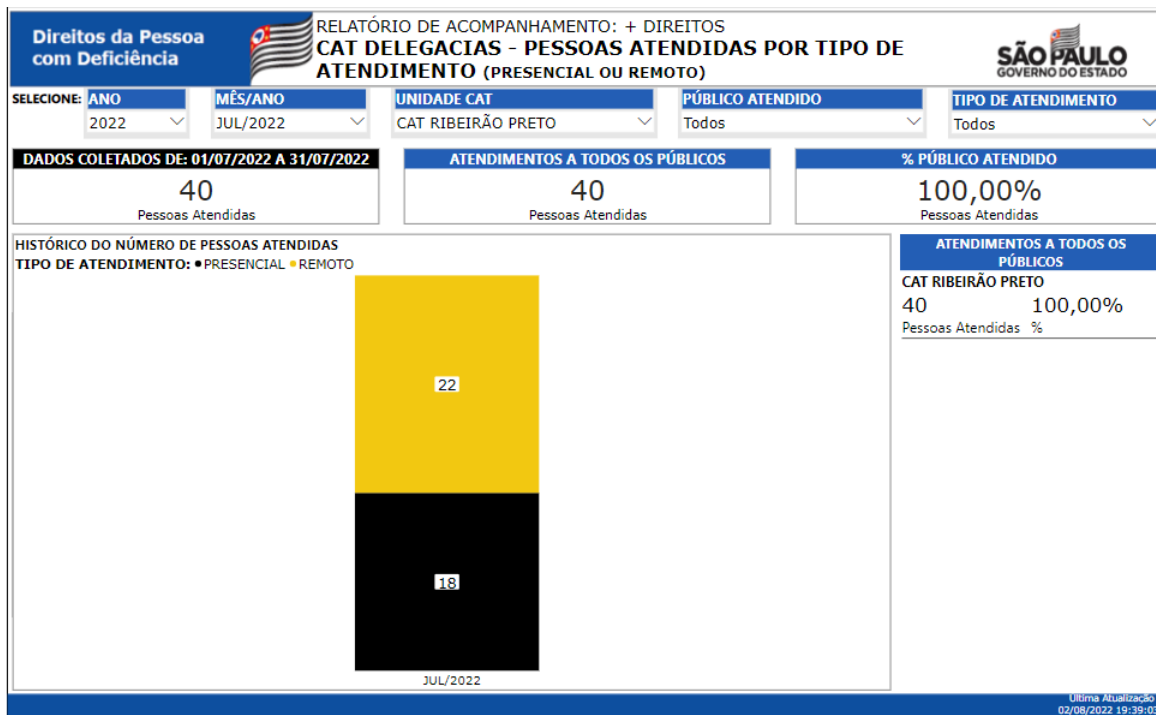 Direitos da Pessoa
com Deficiência
RELATÓRIO DE ACOMPANHAMENTO: + DIREITOS
CAT DELEGACIAS - PESSOAS ATENDIDAS POR TIPO DE
ATENDIMENTO (PRESENCIAL OU REMOTO)
SÃO PAULO
GOVERNO DO ESTADO
SELECIONE: ANO MÊS/ANO UNIDADE CAT PÚBLICO ATENDIDO TIPO DE ATENDIMENTO
2022 JUL/2022 CAT RIBEIRÃO PRETO Todos Todos
DADOS COLETADOS DE: 01/07/2022 A 31/07/2022
40
Pessoas Atendidas
ATENDIMENTOS A TODOS OS PÚBLICOS
40
Pessoas Atendidas
% PÚBLICO ATENDIDO
100,00%
Pessoas Atendidas
HISTÓRICO DO NÚMERO DE PESSOAS ATENDIDAS
TIPO DE ATENDIMENTO: PRESENCIAL REMOTO
22
18
JUL/2022
ATENDIMENTOS A TODOS OS
PÚBLICOS
CAT RIBEIRÃO PRETO
40 100,00%
Pessoas Atendidas %
Ultima Atualização
02/08/2022 19:39:03